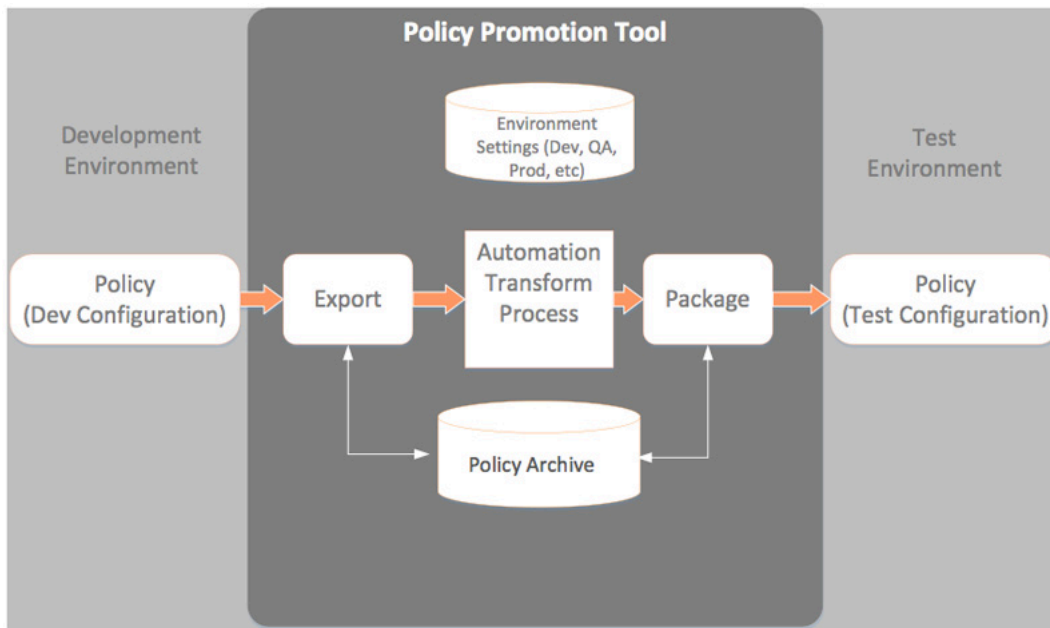 Policy Promotion Tool
Environment
Settings (Dev, QA,
Prod, etc)
Development
Environment
Test
Environment
Policy
(Dev Configuration)
Export
Automation
Transform
Process
Package
Policy
(Test Configuration)
Policy Archive